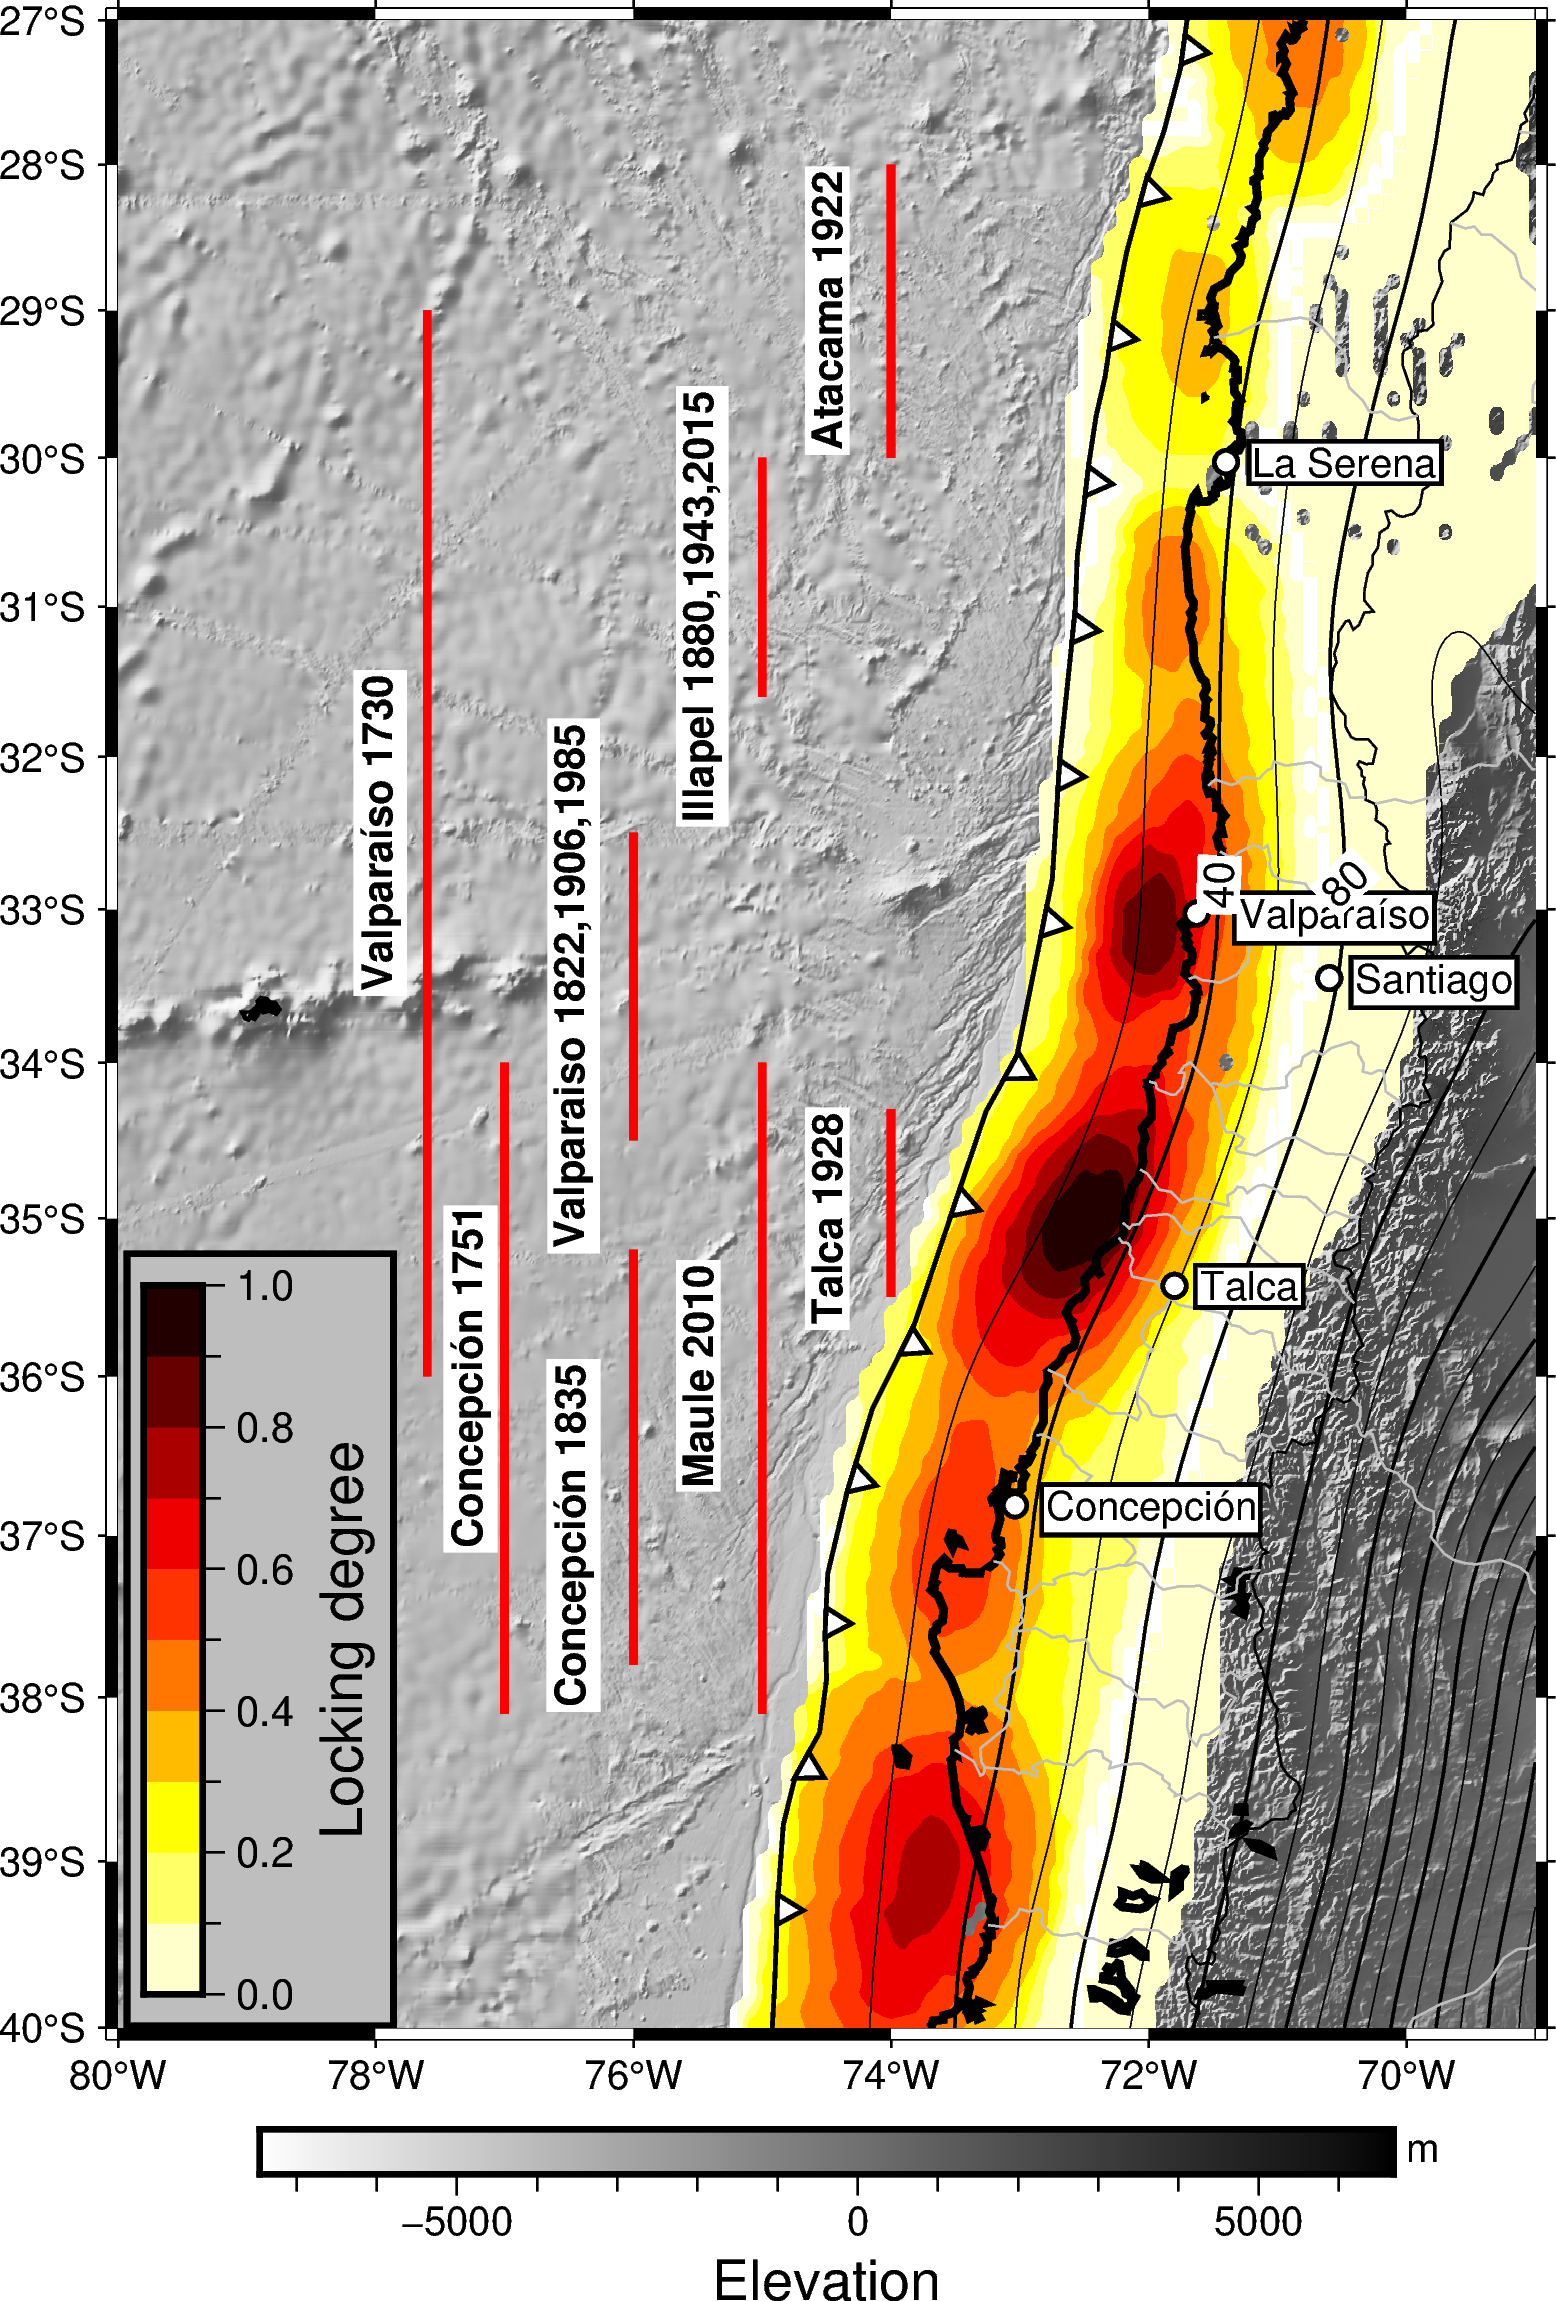 27°S
28°S
29°S
30°S
31°S
32°S
33°S
34°S
35°S
36°S
37°S
38°S
39°S
40°S
80°W
78°W
76°W
74°W
72°W
70°W
Valparaíso 1730
Concepción 1751
Valparaiso 1822,1906,1985
Concepción 1835
Illapel 1880,1943,2015
Maule 2010
Atacama 1922
Talca 1928
La Serena
40
80
Valparaíso
Santiago
Talca
Concepción
1.0
0.8
0.6
0.4
0.2
0.0
Locking degree
m
−5000
0
5000
Elevation